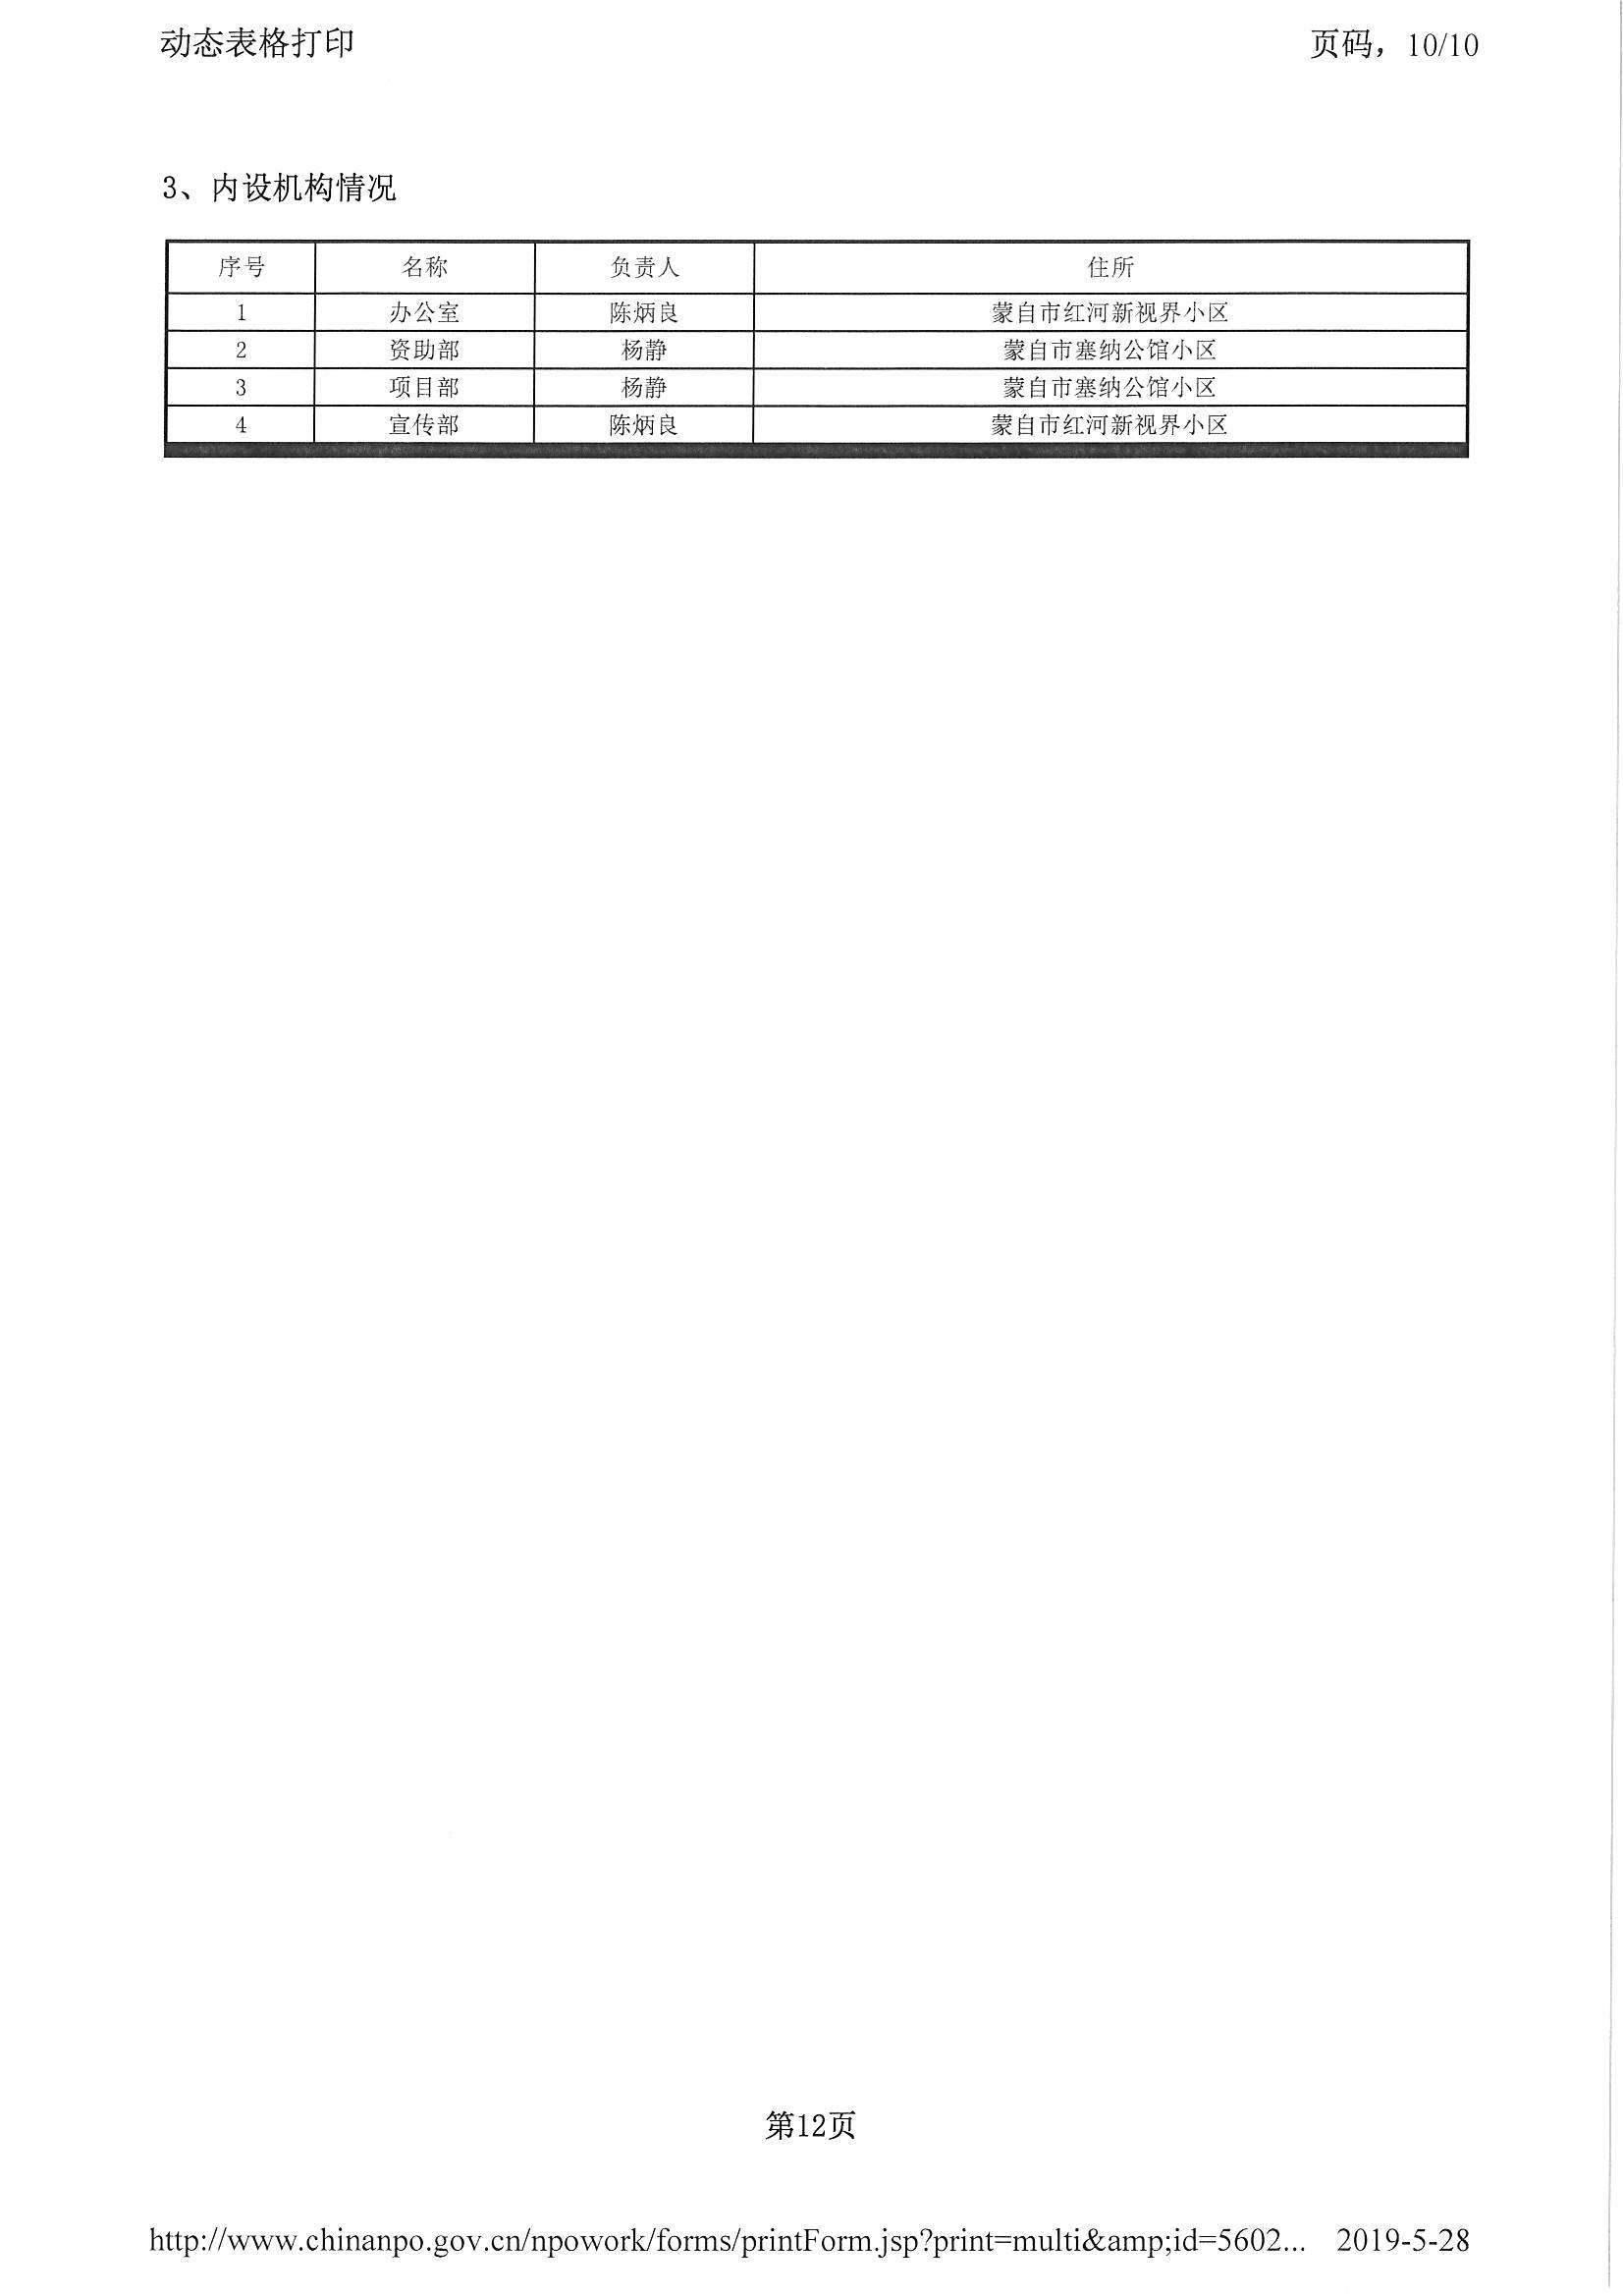 动态表格打印 页码，10/10
3、内设机构情况
序号 名称 负责人 住所
1 办公室 陈炳良 蒙自市红河新视界小区
2 资助部 杨静 蒙自市塞纳公馆小区
3 项目部 杨静 蒙自市塞纳公馆小区
4 宣传部 陈炳良 蒙自市红河新视界小区
第12页
http://www.chinanpo.gov.cn/npowork/forms/printForm.jsp?print=multi&amp;id=5602... 2019-5-28